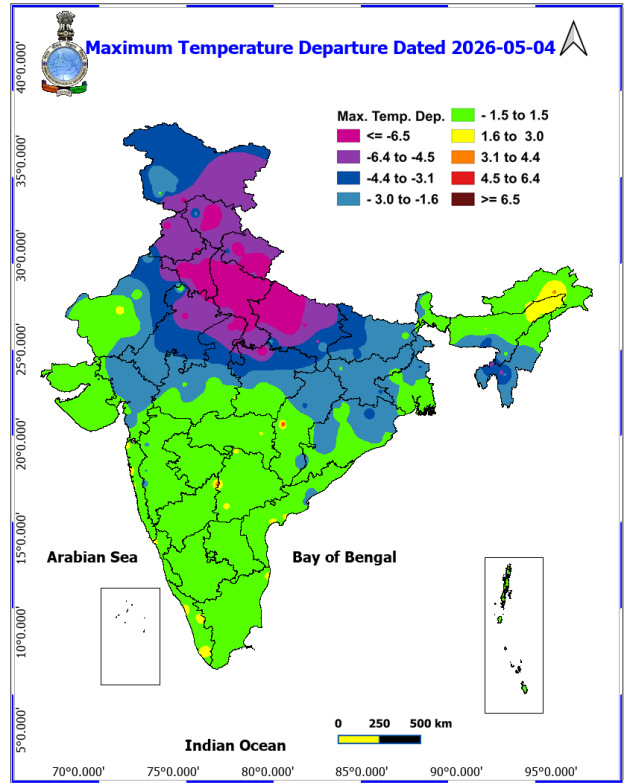 Maximum Temperature Departure Dated 2026-05-04
Max. Temp. Dep.
<= -6.5
-6.4 to -4.5
-4.4 to -3.1
- 3.0 to -1.6
- 1.5 to 1.5
1.6 to 3.0
3.1 to 4.4
4.5 to 6.4
>= 6.5
40°0.000'
35°0.000'
30°0.000'
25°0.000'
20°0.000'
15°0.000'
10°0.000'
5°0.000'
Arabian Sea
Bay of Bengal
Indian Ocean
0 250 500 km
70°0.000' 75°0.000' 80°0.000' 85°0.000' 90°0.000' 95°0.000'